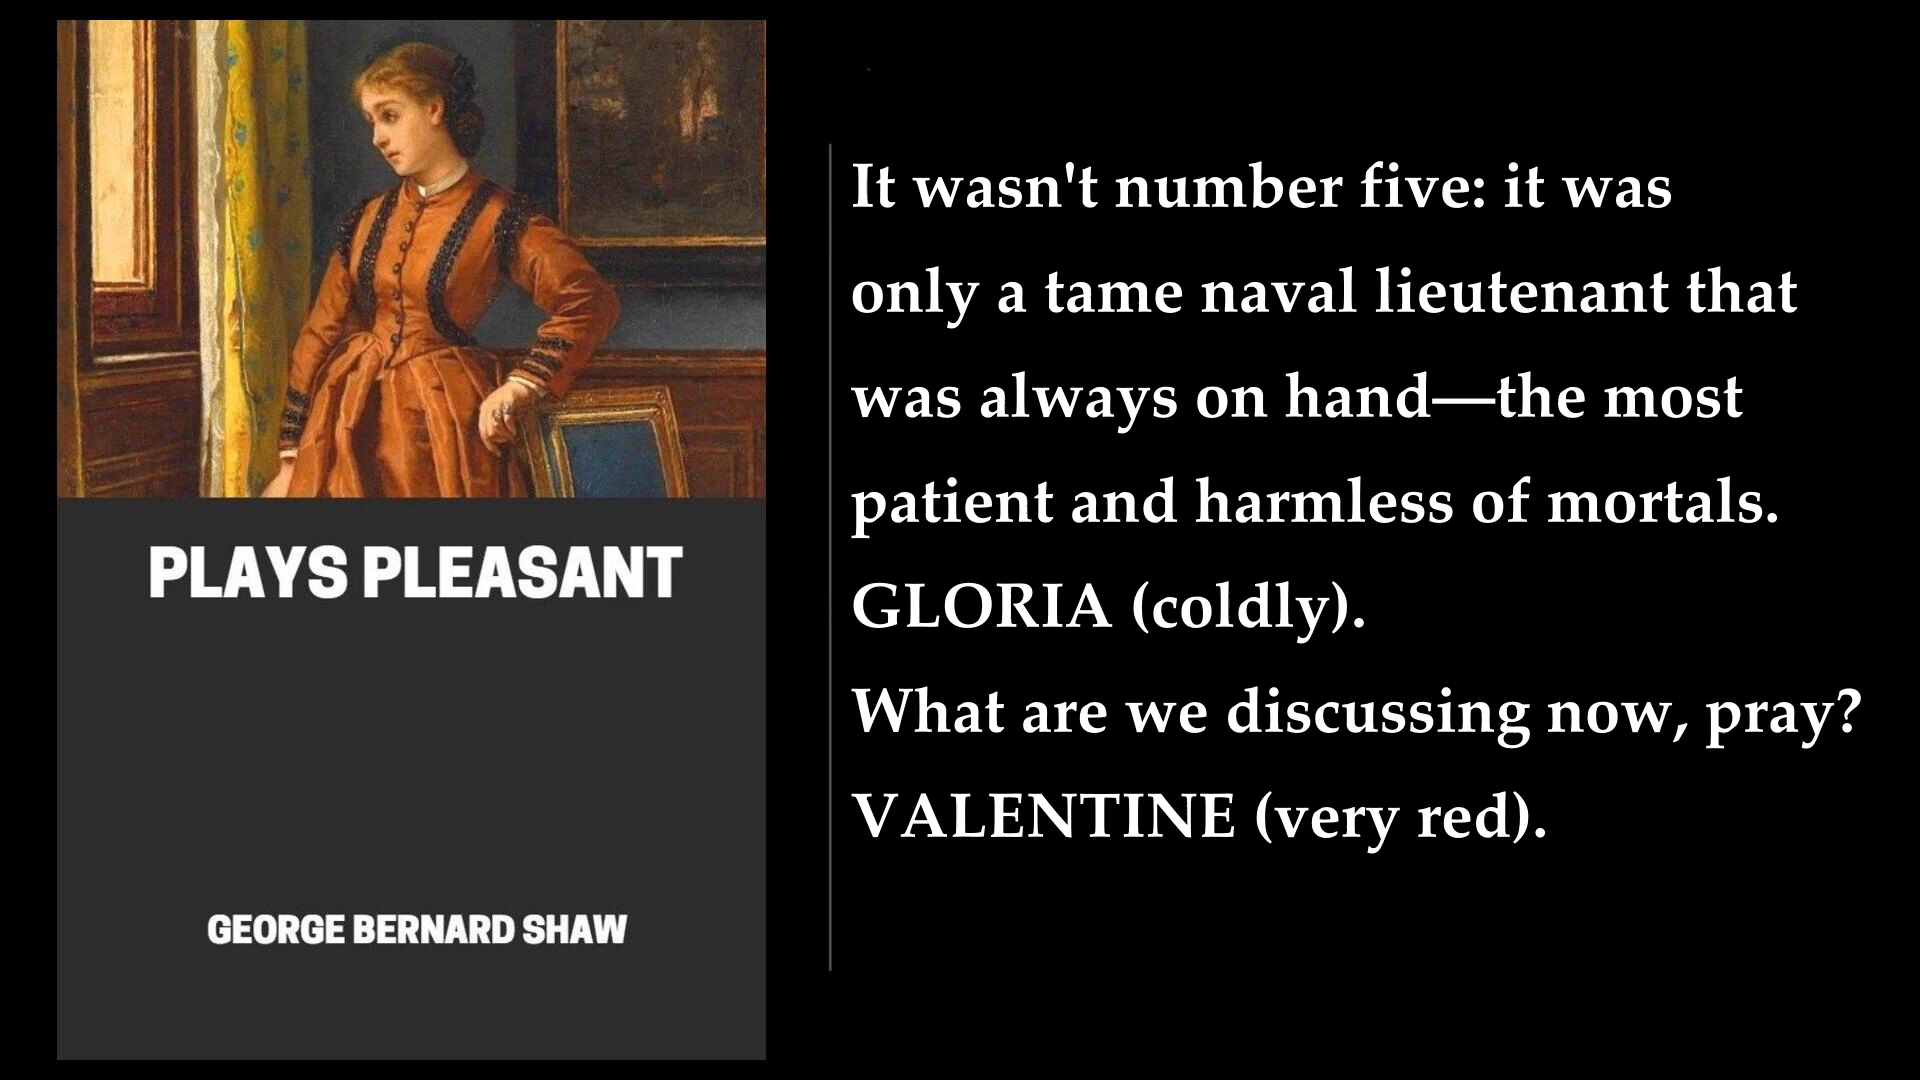 PLAYS PLEASANT
GEORGE BERNARD SHAW
It wasn't number five: it was
only a tame naval lieutenant that
was always on hand—the most
patient and harmless of mortals.
GLORIA (coldly).
What are we discussing now, pray?
VALENTINE (very red).